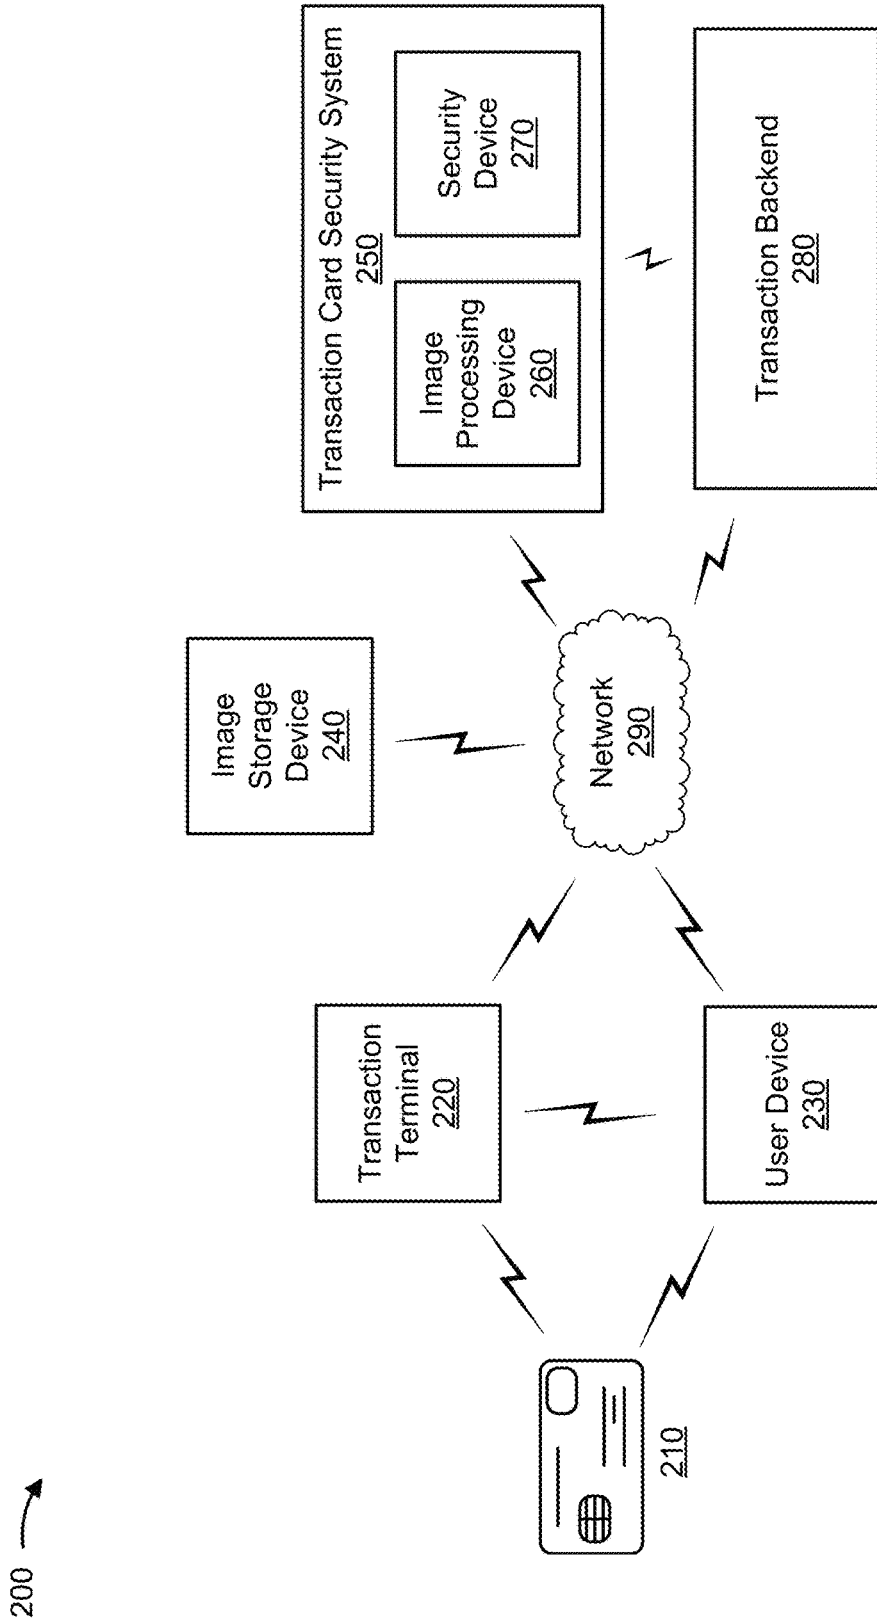 200
210
Transaction
Terminal
220
User Device
230
Image
Storage
Device
240
Network
290
Transaction Card Security System
250
Image
Processing
Device
260
Security
Device
270
Transaction Backend
280